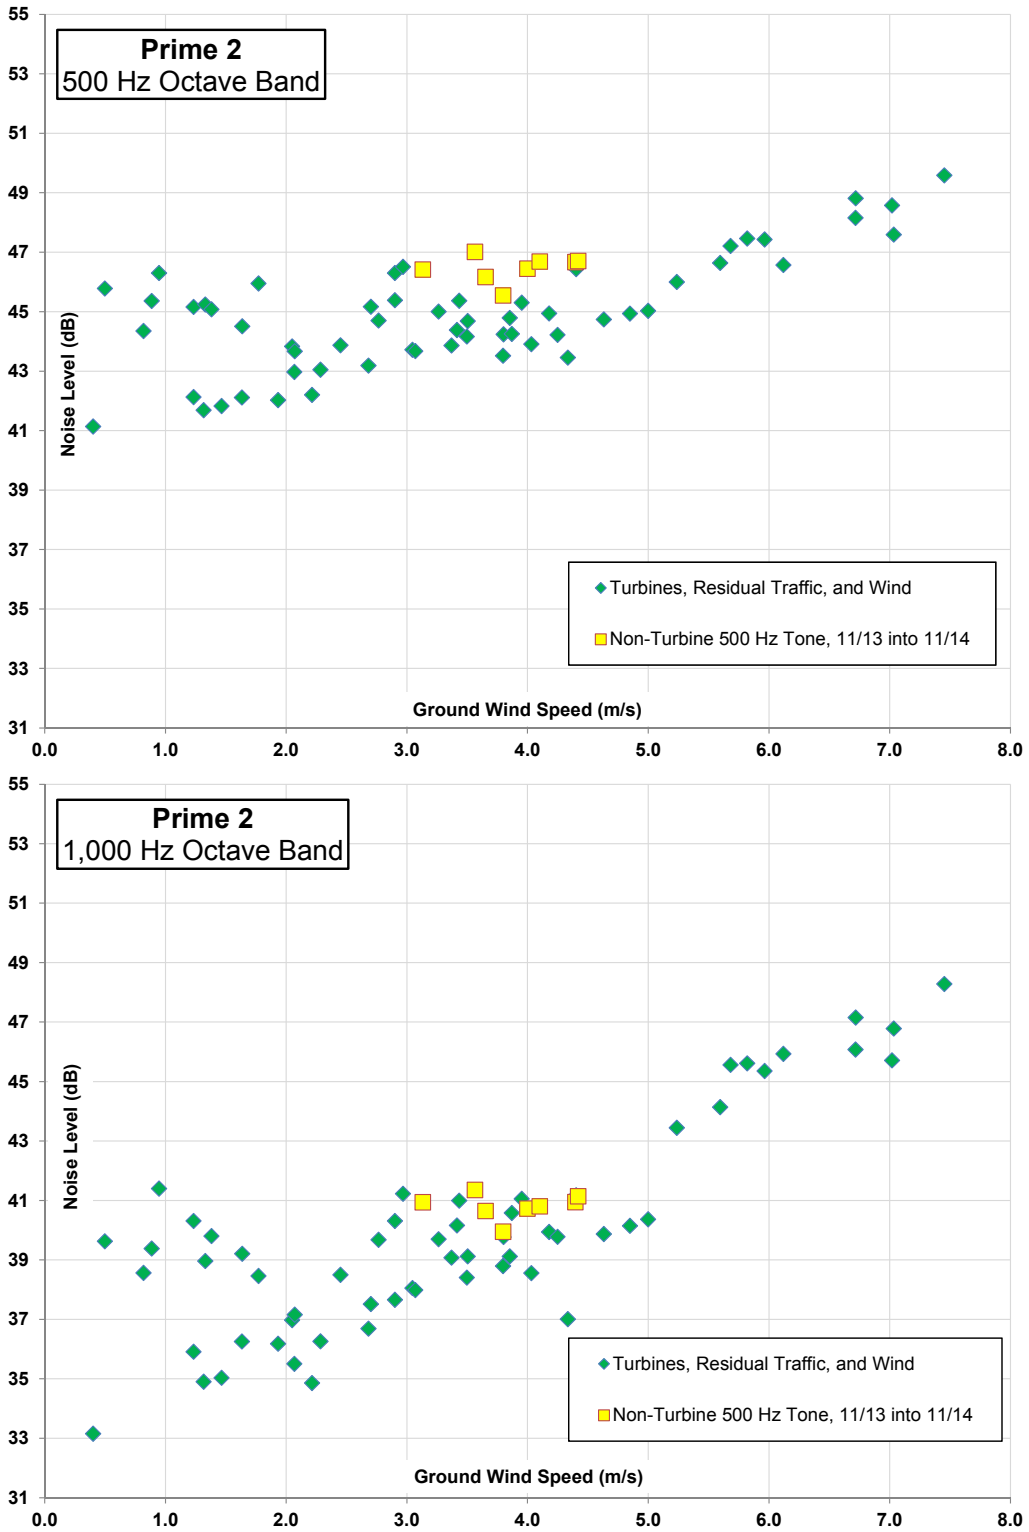 55
Prime 2
500 Hz Octave Band
53
51
49
47
45
Noise Level (dB)
43
41
39
37
35
Turbines, Residual Traffic, and Wind
Non-Turbine 500 Hz Tone, 11/13 into 11/14
33
31
Ground Wind Speed (m/s)
0.0 1.0 2.0 3.0 4.0 5.0 6.0 7.0 8.0
55
Prime 2
1,000 Hz Octave Band
53
51
49
47
45
Noise Level (dB)
43
41
39
37
35
Turbines, Residual Traffic, and Wind
Non-Turbine 500 Hz Tone, 11/13 into 11/14
33
31
Ground Wind Speed (m/s)
0.0 1.0 2.0 3.0 4.0 5.0 6.0 7.0 8.0